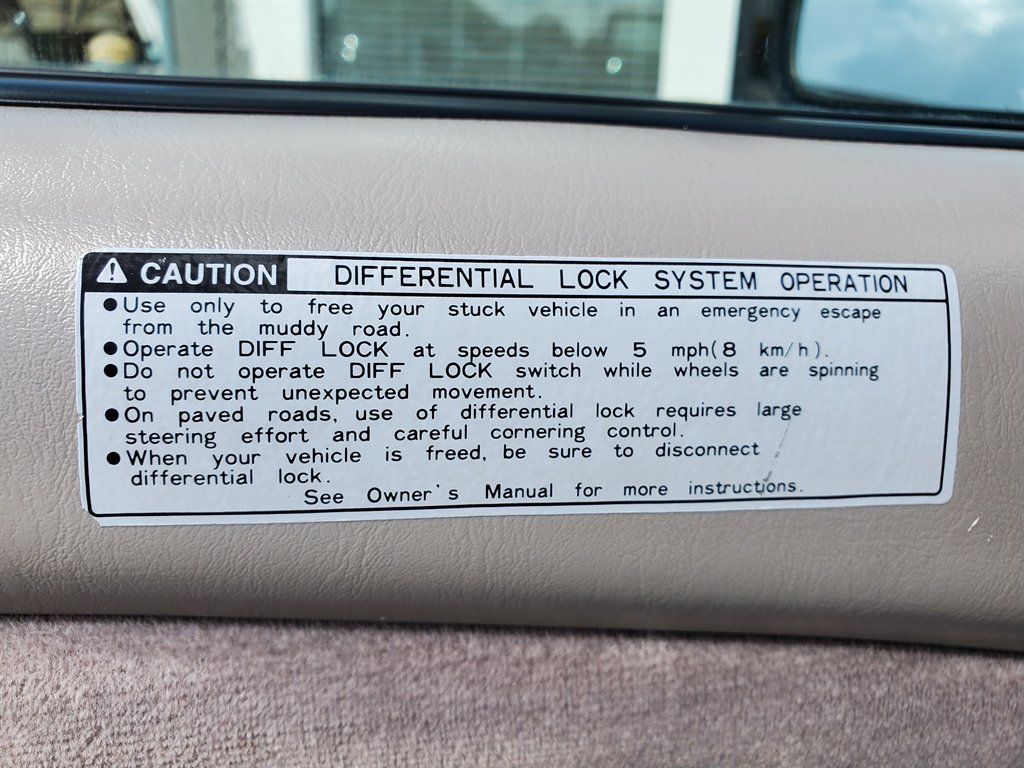 ⚠ CAUTION DIFFERENTIAL LOCK SYSTEM OPERATION
● Use only to free your stuck vehicle in an emergency escape
from the muddy road.
● Operate DIFF LOCK at speeds below 5 mph(8 km/h).
● Do not operate DIFF LOCK switch while wheels are spinning
to prevent unexpected movement.
● On paved roads, use of differential lock requires large
steering effort and careful cornering control.
● When your vehicle is freed, be sure to disconnect
differential lock.
See Owner's Manual for more instructions.